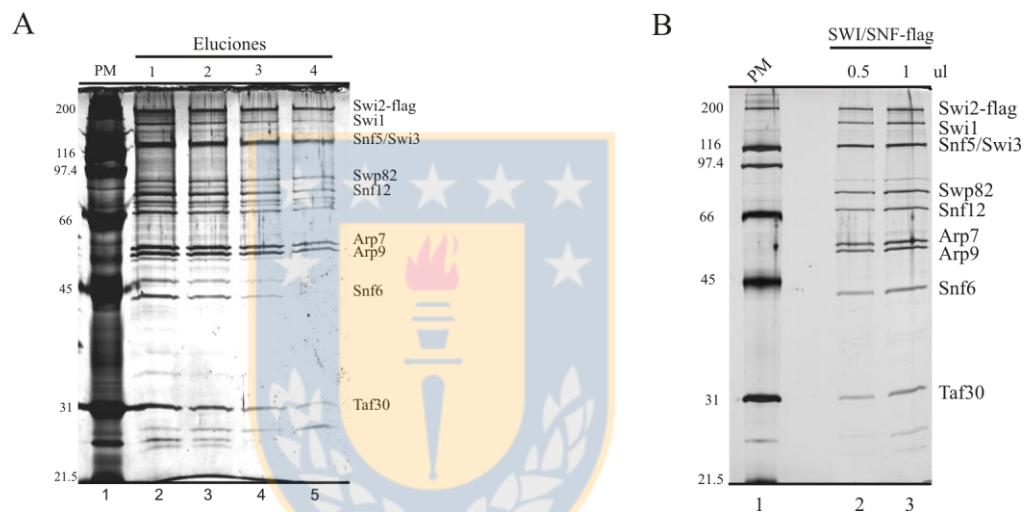 A
Eluciones
PM 1 2 3 4
200
116
97.4
66
45
31
21.5
Swi2-flag
Swi1
Snf5/Swi3
Swp82
Snf12
Arp7
Arp9
Snf6
Taf30
1 2 3 4 5
B
SWI/SNF-flag
PM 0.5 1 ul
200
116
97.4
66
45
31
21.5
Swi2-flag
Swi1
Snf5/Swi3
Swp82
Snf12
Arp7
Arp9
Snf6
Taf30
1 2 3